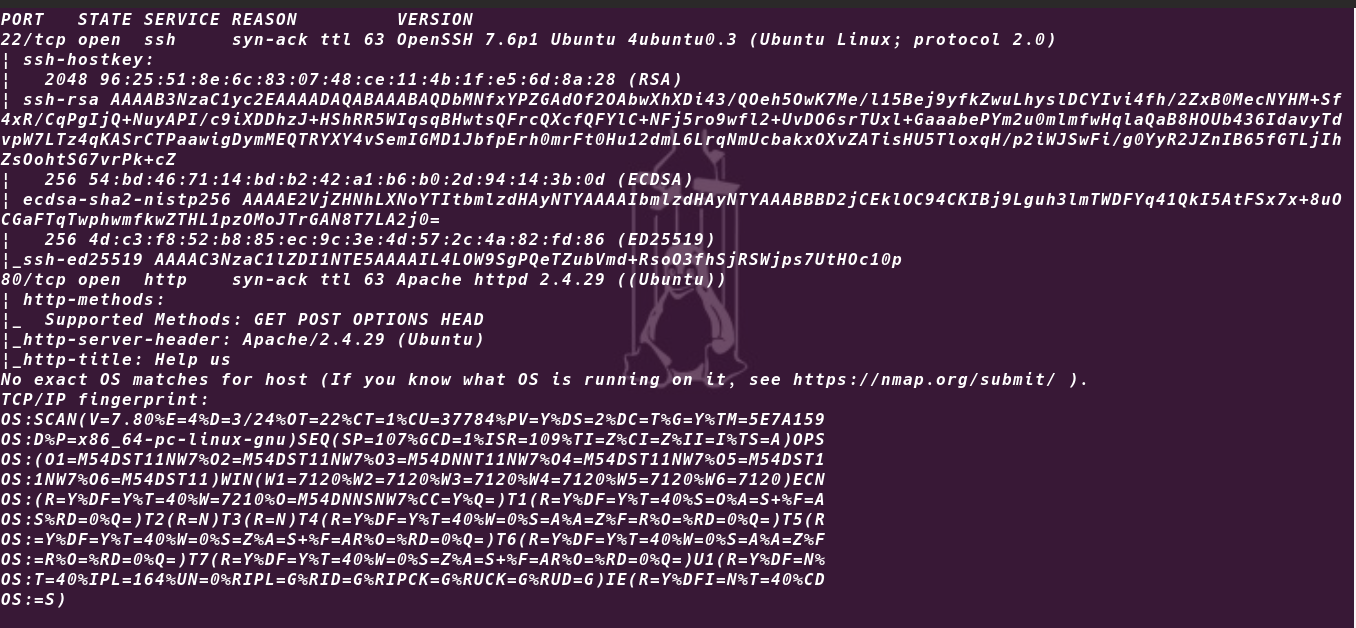 PORT   STATE SERVICE REASON         VERSION
22/tcp open  ssh     syn-ack ttl 63 OpenSSH 7.6p1 Ubuntu 4ubuntu0.3 (Ubuntu Linux; protocol 2.0)
| ssh-hostkey:
|   2048 96:25:51:8e:6c:83:07:48:ce:11:4b:1f:e5:6d:8a:28 (RSA)
| ssh-rsa AAAAB3NzaC1yc2EAAAADAQABAAABAQDbMNfxYPZGAdOf2OAbwXhXDi43/QOeh5OwK7Me/l15Bej9yfkZwuLhyslDCYIvi4fh/2ZxB0MecNYHM+Sf
4xR/CqPgIjQ+NuyAPI/c9iXDDhzJ+HShRR5WIqsqBHwtsQFrcQXcfQFYlC+NFj5ro9wfl2+UvDO6srTUxl+GaaabePYm2u0mlmfwHqlaQaB8HOUb436IdavyTd
vpW7LTz4qKASrCTPaawigDymMEQTRYXY4vSemIGMD1JbfpErh0mrFt0Hu12dmL6LrqNmUcbakxOXvZATisHU5TloxqH/p2iWJSwFi/g0YyR2JZnIB65fGTLjIh
ZsOohtSG7vrPk+cZ
|   256 54:bd:46:71:14:bd:b2:42:a1:b6:b0:2d:94:14:3b:0d (ECDSA)
| ecdsa-sha2-nistp256 AAAAE2VjZHNhLXNoYTItbmlzdHAyNTYAAAAIbmlzdHAyNTYAAABBBD2jCEklOC94CKIBj9Lguh3lmTWDFYq41QkI5AtFSx7x+8uO
CGaFTqTwphwmfkwZTHL1pzOMoJTrGAN8T7LA2j0=
|   256 4d:c3:f8:52:b8:85:ec:9c:3e:4d:57:2c:4a:82:fd:86 (ED25519)
|_ssh-ed25519 AAAAC3NzaC1lZDI1NTE5AAAAIL4LOW9SgPQeTZubVmd+RsoO3fhSjRSWjps7UtHOc10p
80/tcp open  http    syn-ack ttl 63 Apache httpd 2.4.29 ((Ubuntu))
| http-methods:
|_  Supported Methods: GET POST OPTIONS HEAD
|_http-server-header: Apache/2.4.29 (Ubuntu)
|_http-title: Help us
No exact OS matches for host (If you know what OS is running on it, see https://nmap.org/submit/ ).
TCP/IP fingerprint:
OS:SCAN(V=7.80%E=4%D=3/24%OT=22%CT=1%CU=37784%PV=Y%DS=2%DC=T%G=Y%TM=5E7A159
OS:D%P=x86_64-pc-linux-gnu)SEQ(SP=107%GCD=1%ISR=109%TI=Z%CI=Z%II=I%TS=A)OPS
OS:(O1=M54DST11NW7%O2=M54DST11NW7%O3=M54DNNT11NW7%O4=M54DST11NW7%O5=M54DST1
OS:1NW7%O6=M54DST11)WIN(W1=7120%W2=7120%W3=7120%W4=7120%W5=7120%W6=7120)ECN
OS:(R=Y%DF=Y%T=40%W=7210%O=M54DNNSNW7%CC=Y%Q=)T1(R=Y%DF=Y%T=40%S=O%A=S+%F=A
OS:S%RD=0%Q=)T2(R=N)T3(R=N)T4(R=Y%DF=Y%T=40%W=0%S=A%A=Z%F=R%O=%RD=0%Q=)T5(R
OS:=Y%DF=Y%T=40%W=0%S=Z%A=S+%F=AR%O=%RD=0%Q=)T6(R=Y%DF=Y%T=40%W=0%S=A%A=Z%F
OS:=R%O=%RD=0%Q=)T7(R=Y%DF=Y%T=40%W=0%S=Z%A=S+%F=AR%O=%RD=0%Q=)U1(R=Y%DF=N%
OS:T=40%IPL=164%UN=0%RIPL=G%RID=G%RIPCK=G%RUCK=G%RUD=G)IE(R=Y%DFI=N%T=40%CD
OS:=S)